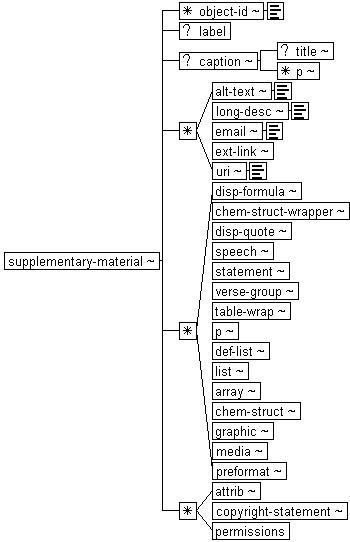 * object-id ~
? label
? caption ~
? title ~
* p ~
*
alt-text ~
long-desc ~
email ~
ext-link ~
uri ~
supplementary-material ~
*
disp-formula ~
chem-struct-wrapper ~
disp-quote ~
speech ~
statement ~
verse-group ~
table-wrap ~
p ~
def-list ~
list ~
array ~
chem-struct ~
graphic ~
media ~
preformat ~
*
attrib ~
copyright-statement ~
permissions